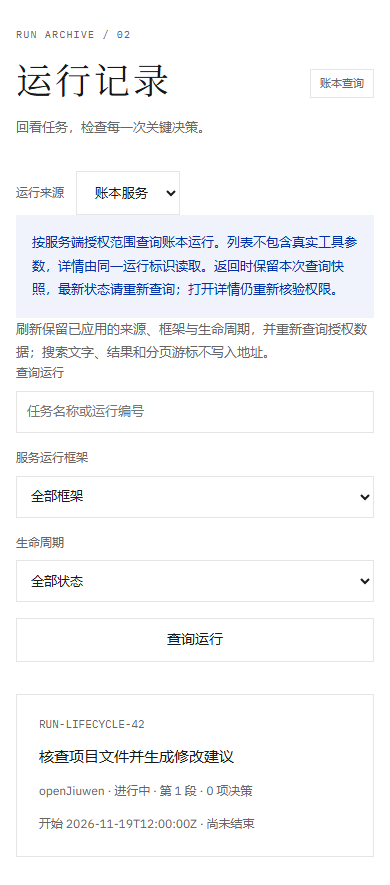 RUN ARCHIVE / 02
运行记录
账本查询
回看任务，检查每一次关键决策。
运行来源
账本服务
按服务端授权范围查询账本运行。列表不包含真实工具参
数，详情由同一运行标识读取。返回时保留本次查询快
照，最新状态请重新查询；打开详情仍重新核验权限。
刷新保留已应用的来源、框架与生命周期，并重新查询授权数
据；搜索文字、结果和分页游标不写入地址。
查询运行
任务名称或运行编号
服务运行框架
全部框架
生命周期
全部状态
查询运行
RUN-LIFECYCLE-42
核查项目文件并生成修改建议
openJiuwen · 进行中 · 第 1 段 · 0 项决策
开始 2026-11-19T12:00:00Z · 尚未结束